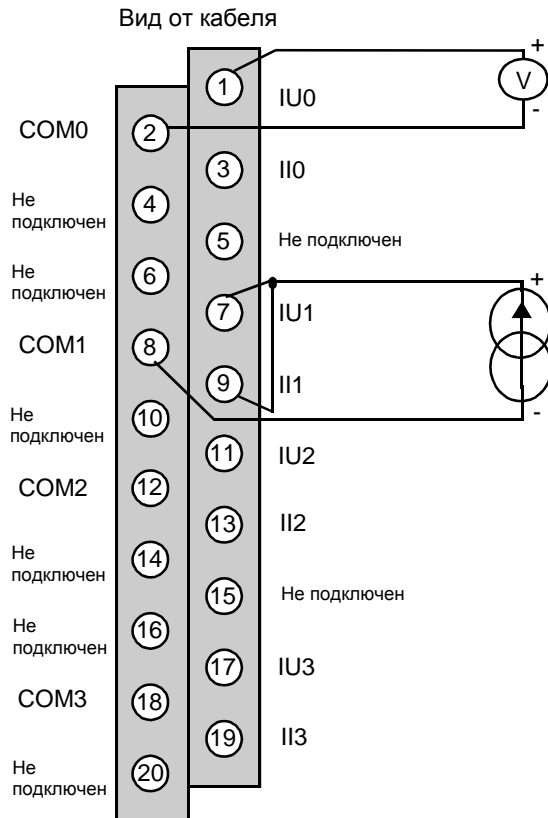 Вид от кабеля
1
IU0
+
V
-
COM0
2
3
II0
Не
подключен
4
5
Не подключен
Не
подключен
6
7
IU1
+
COM1
8
9
II1
-
Не
подключен
10
11
IU2
COM2
12
13
II2
Не
подключен
14
15
Не подключен
Не
подключен
16
17
IU3
COM3
18
19
II3
Не
подключен
20